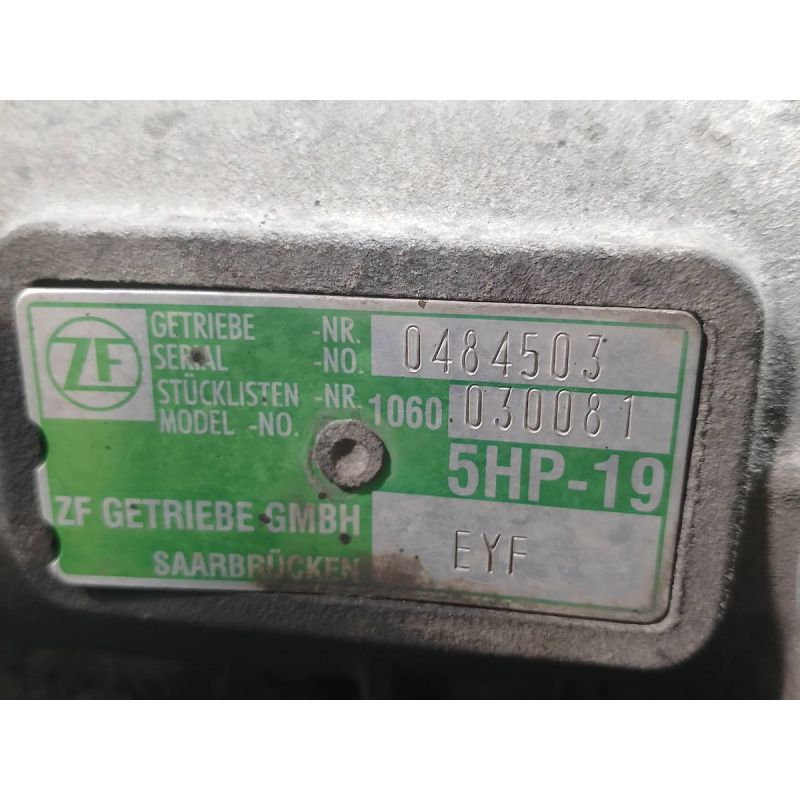 ZF
GETRIEBE -NR. 0484503
SERIAL -NO.
STÜCKLISTEN -NR. 1060 030081
MODEL -NO.
5HP-19
ZF GETRIEBE GMBH
SAARBRÜCKEN
EYF